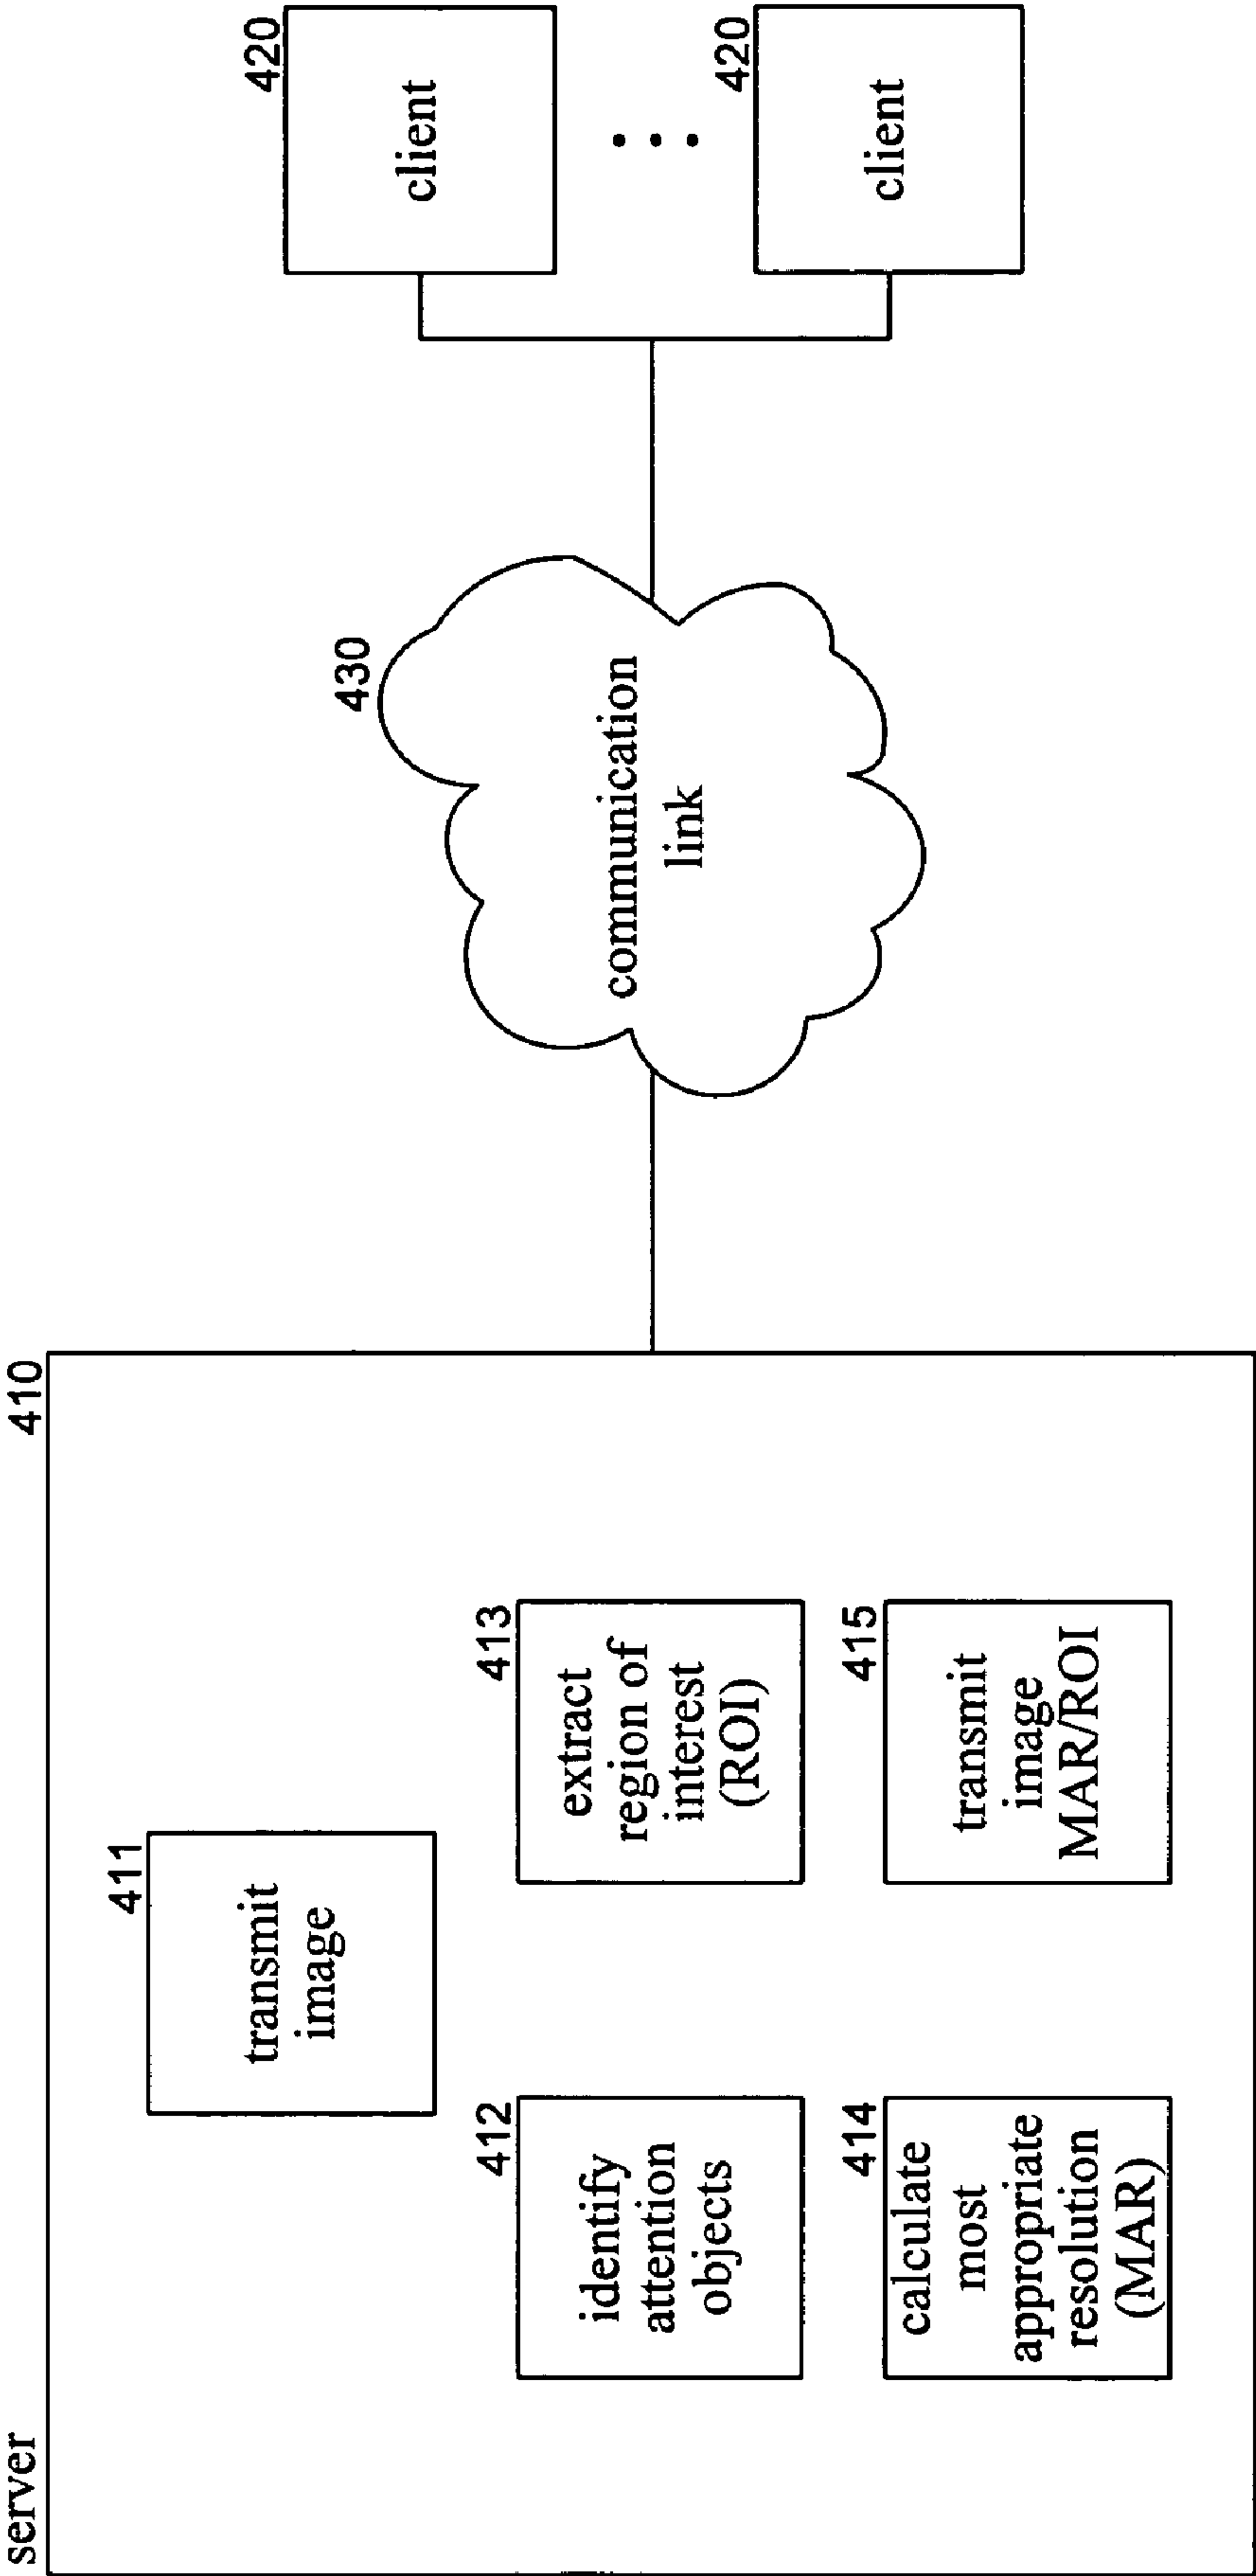 server
410
411
transmit
image
412
identify
attention
objects
413
extract
region of
interest
(ROI)
414
calculate
most
appropriate
resolution
(MAR)
415
transmit
image
MAR/ROI
430
communication
link
420
client
420
client